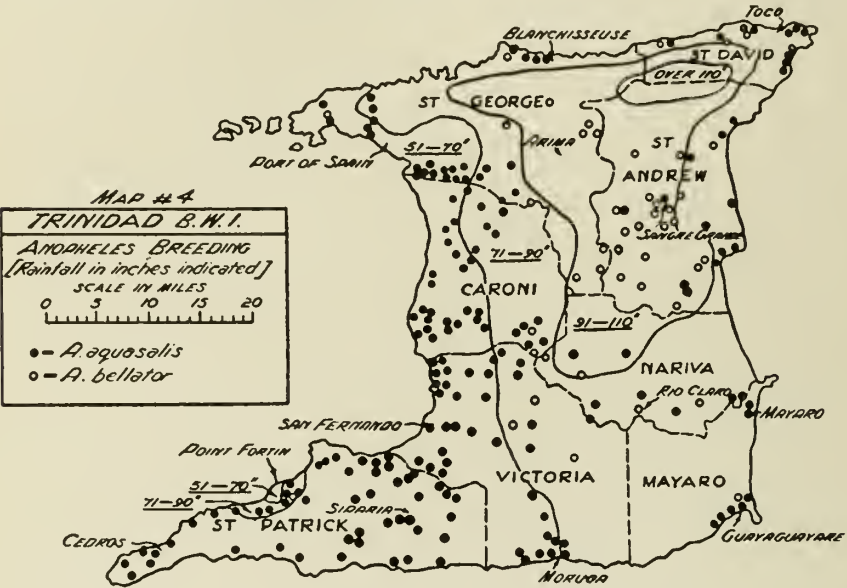 TOCO
BLANCHISSEUSE
ST DAVID
OVER 110"
ST GEORGE
ARIMA
ST ANDREW
PORT OF SPAIN
51-70"
SANGRE GRANDE
71-90"
CARONI
91-110"
NARIVA
RIO CLARO
MAYARO
SAN FERNANDO
POINT FORTIN
51-70"
71-90"
VICTORIA
MAYARO
SIPARIA
ST PATRICK
CEDROS
GUAYAGUAYARE
MORUGA
MAP #4
TRINIDAD B.W.I.
ANOPHELES BREEDING
[Rainfall in inches indicated]
SCALE IN MILES
0 5 10 15 20
●-A. aquasalis
○-A. bellator